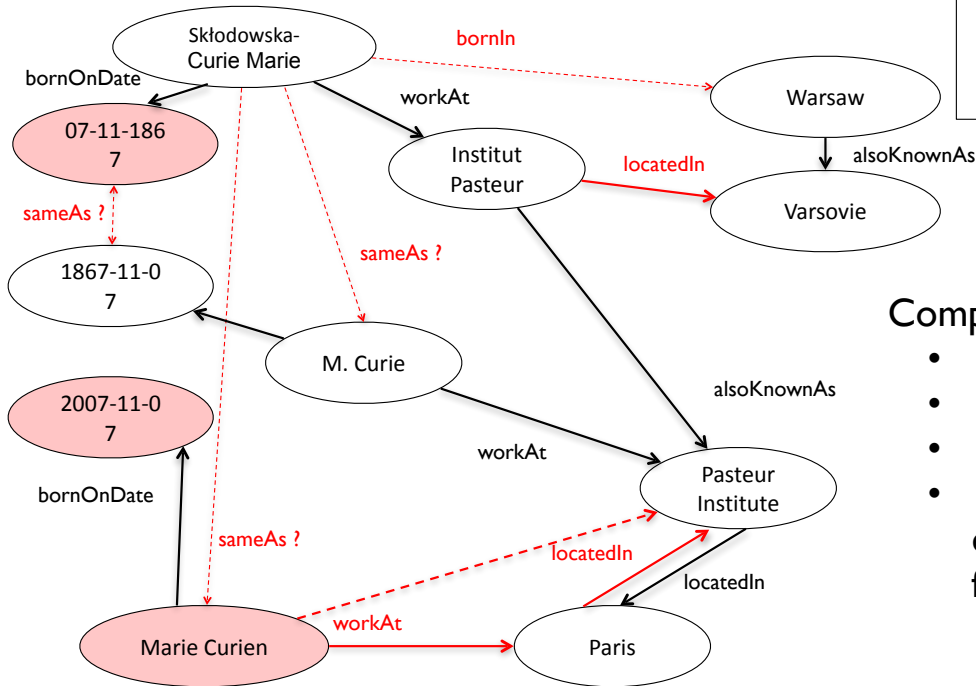 Skłodowska-
Curie Marie
bornIn
bornOnDate
workAt
Warsaw
07-11-186
7
Institut
Pasteur
locatedIn
alsoKnownAs
Varsovie
sameAs ?
sameAs ?
1867-11-0
7
Comp
M. Curie
•
alsoKnownAs
•
2007-11-0
7
workAt
•
Pasteur
Institute
•
bornOnDate
sameAs ?
locatedIn
locatedIn
f
workAt
Marie Curien
Paris